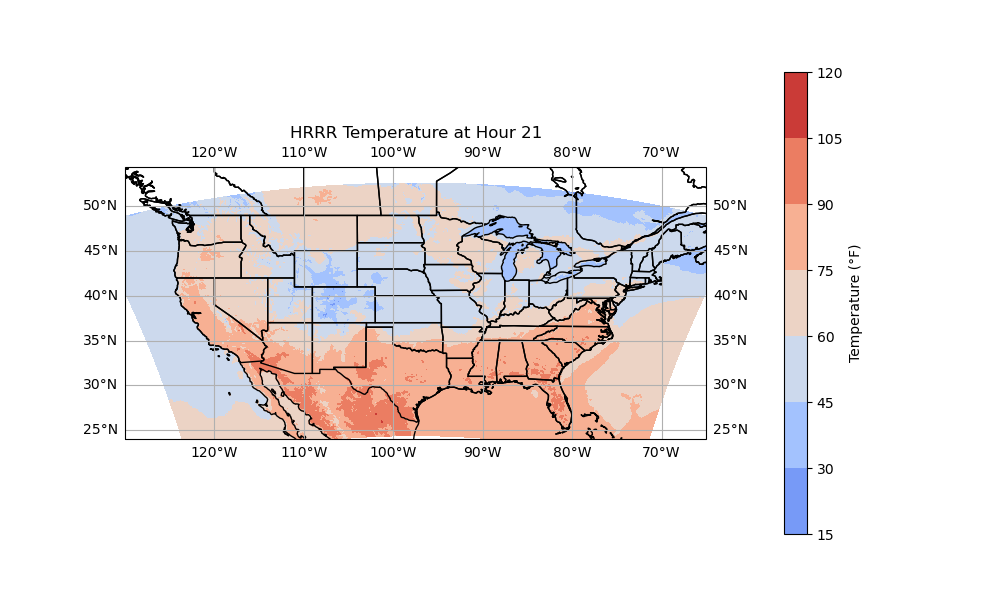 HRRR Temperature at Hour 21
120°W 110°W 100°W 90°W 80°W 70°W
50°N 50°N
45°N 45°N
40°N 40°N
35°N 35°N
30°N 30°N
25°N 25°N
120°W 110°W 100°W 90°W 80°W 70°W
120
105
90
75
60
45
30
15
Temperature (°F)